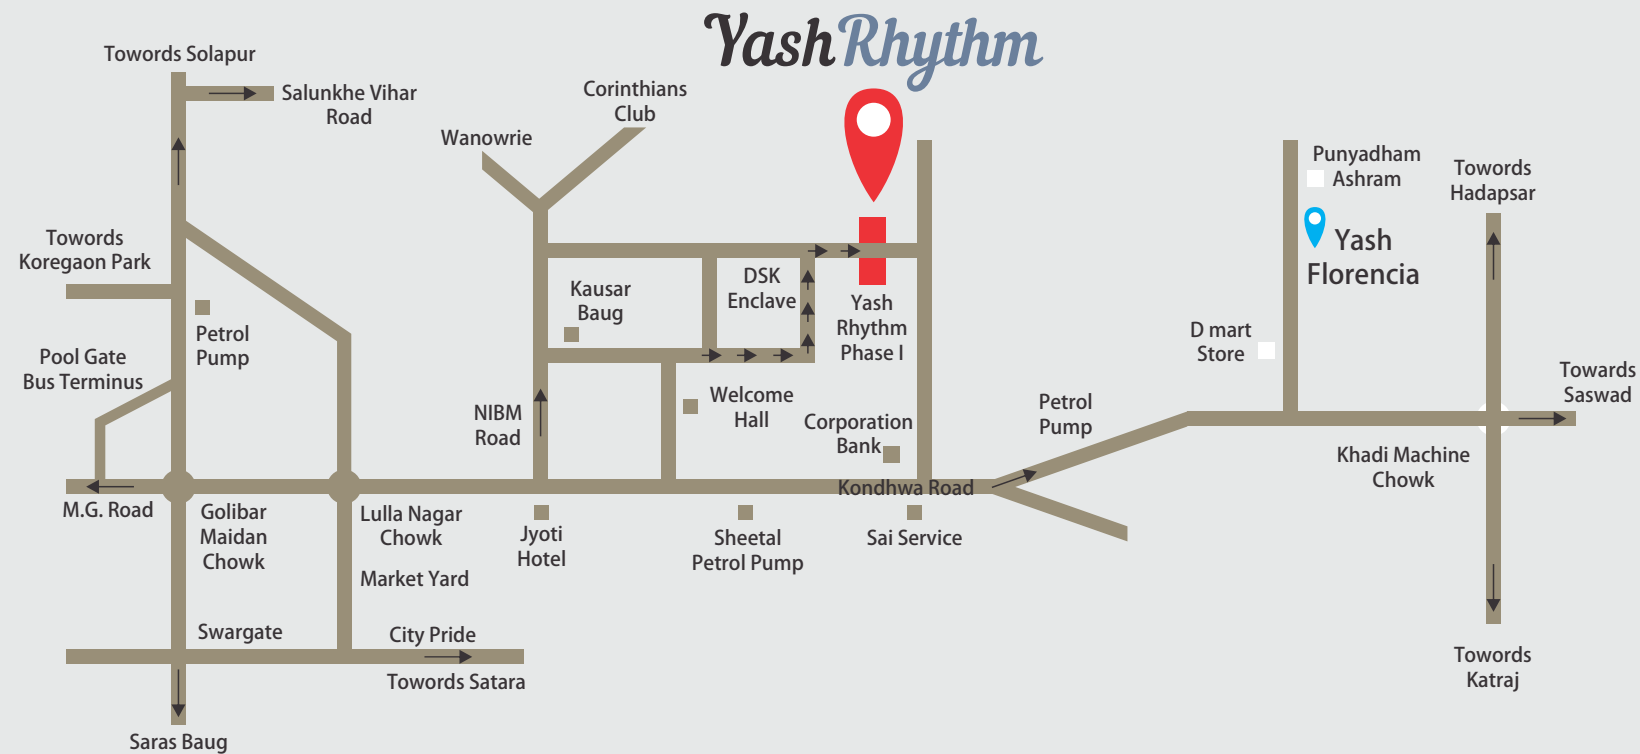 Yash Rhythm
Towords Solapur
Salunkhe Vihar
Road
Corinthians
Club
Wanowrie
Punyadham
Ashram
Towords
Hadapsar
Towords
Koregaon Park
Yash
Florencia
DSK
Enclave
Kausar
Baug
Yash
Rhythm
Phase I
Petrol
Pump
D mart
Store
Pool Gate
Bus Terminus
Towards
Saswad
NIBM
Road
Welcome
Hall
Corporation
Bank
Petrol
Pump
Khadi Machine
Chowk
Kondhwa Road
M.G. Road
Golibar
Maidan
Chowk
Lulla Nagar
Chowk
Jyoti
Hotel
Sheetal
Petrol Pump
Sai Service
Market Yard
Swargate
City Pride
Towords Satara
Towords
Katraj
Saras Baug